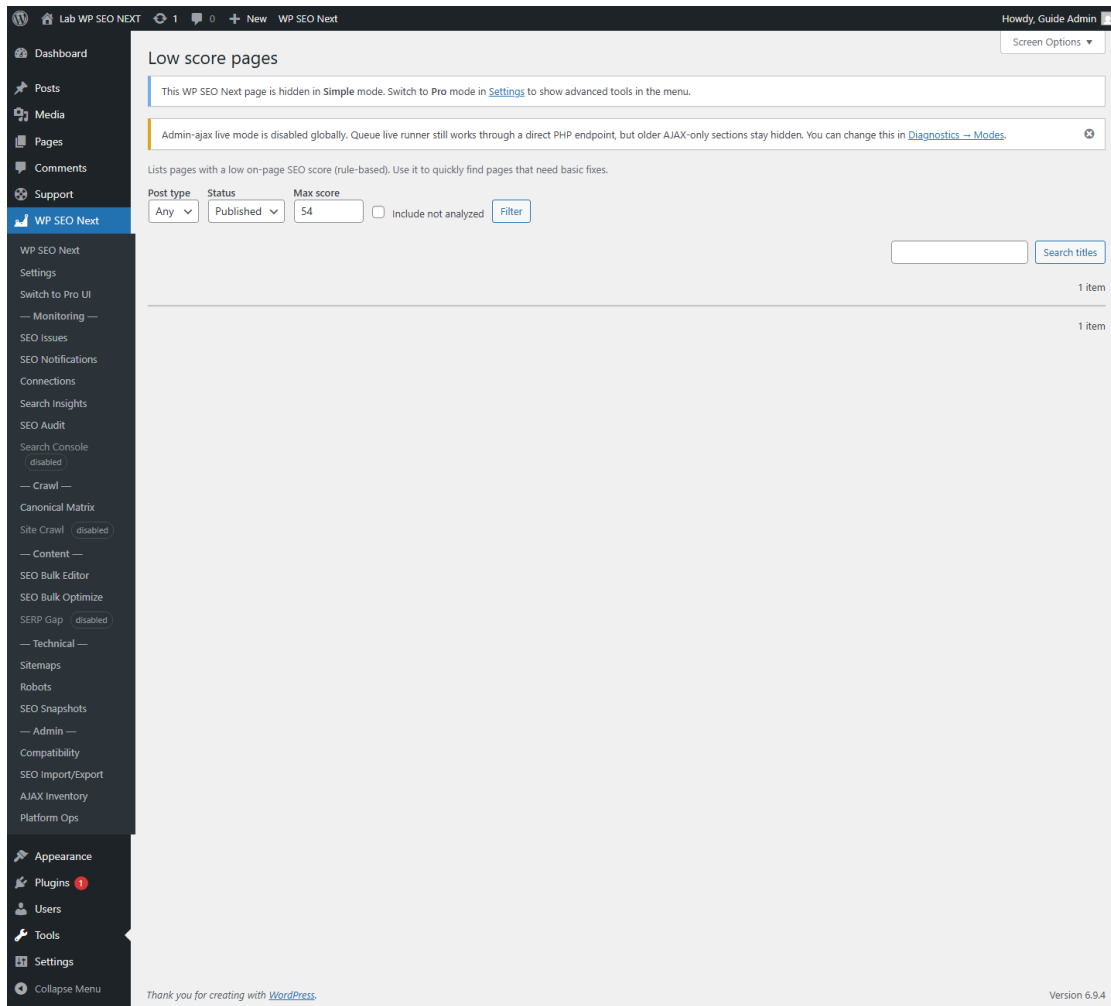 Lab WP SEO NEXT 1 0 New WP SEO Next Howdy, Guide Admin
Screen Options
Dashboard
Posts
Media
Pages
Comments
Support
WP SEO Next
WP SEO Next
Settings
Switch to Pro UI
— Monitoring —
SEO Issues
SEO Notifications
Connections
Search Insights
SEO Audit
Search Console
disabled
— Crawl —
Canonical Matrix
Site Crawl disabled
— Content —
SEO Bulk Editor
SEO Bulk Optimize
SERP Gap disabled
— Technical —
Sitemaps
Robots
SEO Snapshots
— Admin —
Compatibility
SEO Import/Export
AJAX Inventory
Platform Ops
Appearance
Plugins 1
Users
Tools
Settings
Collapse Menu
Low score pages
This WP SEO Next page is hidden in Simple mode. Switch to Pro mode in Settings to show advanced tools in the menu.
Admin-ajax live mode is disabled globally. Queue live runner still works through a direct PHP endpoint, but older AJAX-only sections stay hidden. You can change this in Diagnostics → Modes.
Lists pages with a low on-page SEO score (rule-based). Use it to quickly find pages that need basic fixes.
Post type Status Max score
Any Published 54 Include not analyzed Filter
Search titles
1 item
1 item
Thank you for creating with WordPress. Version 6.9.4